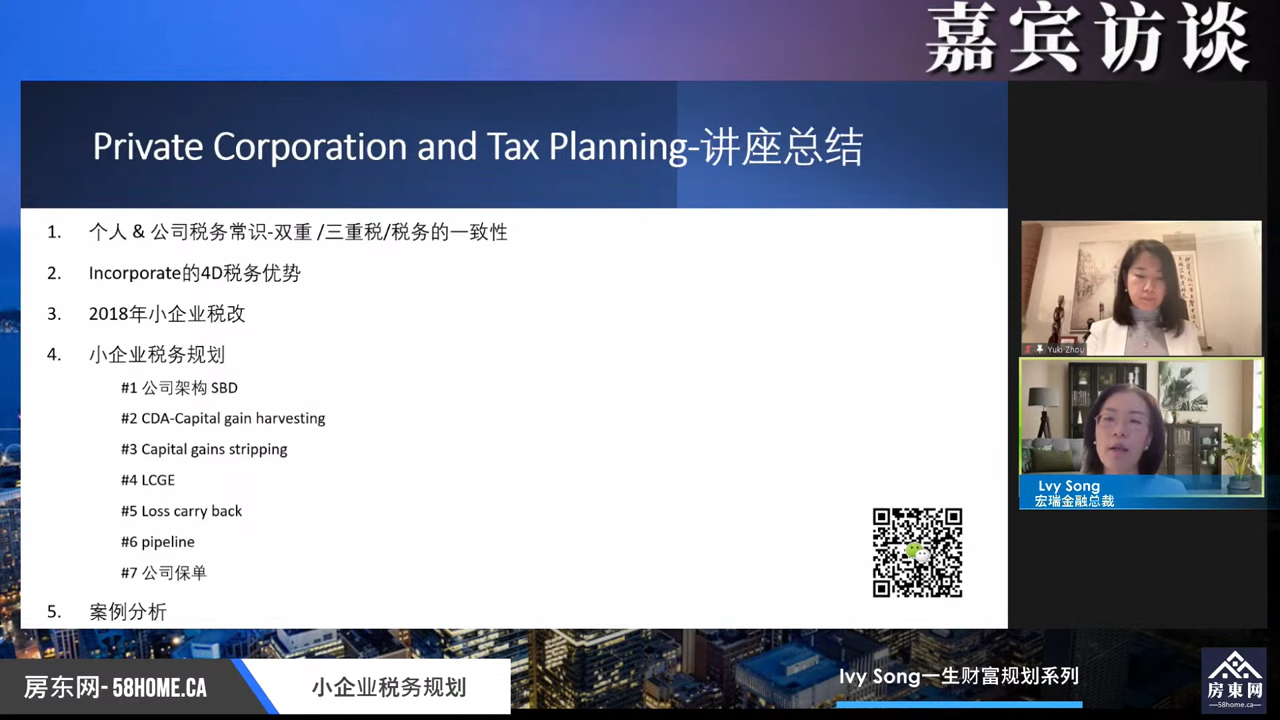 嘉宾访谈
Private Corporation and Tax Planning-讲座总结
1. 个人 & 公司税务常识-双重 /三重税/税务的一致性
2. Incorporate的4D税务优势
3. 2018年小企业税改
4. 小企业税务规划
#1 公司架构 SBD
#2 CDA-Capital gain harvesting
#3 Capital gains stripping
#4 LCGE
#5 Loss carry back
#6 pipeline
#7 公司保单
5. 案例分析
Yuki Zhou
Lvy Song
宏瑞金融总裁
房东网- 58HOME.CA
小企业税务规划
Ivy Song一生财富规划系列
房東网
—58home.ca—